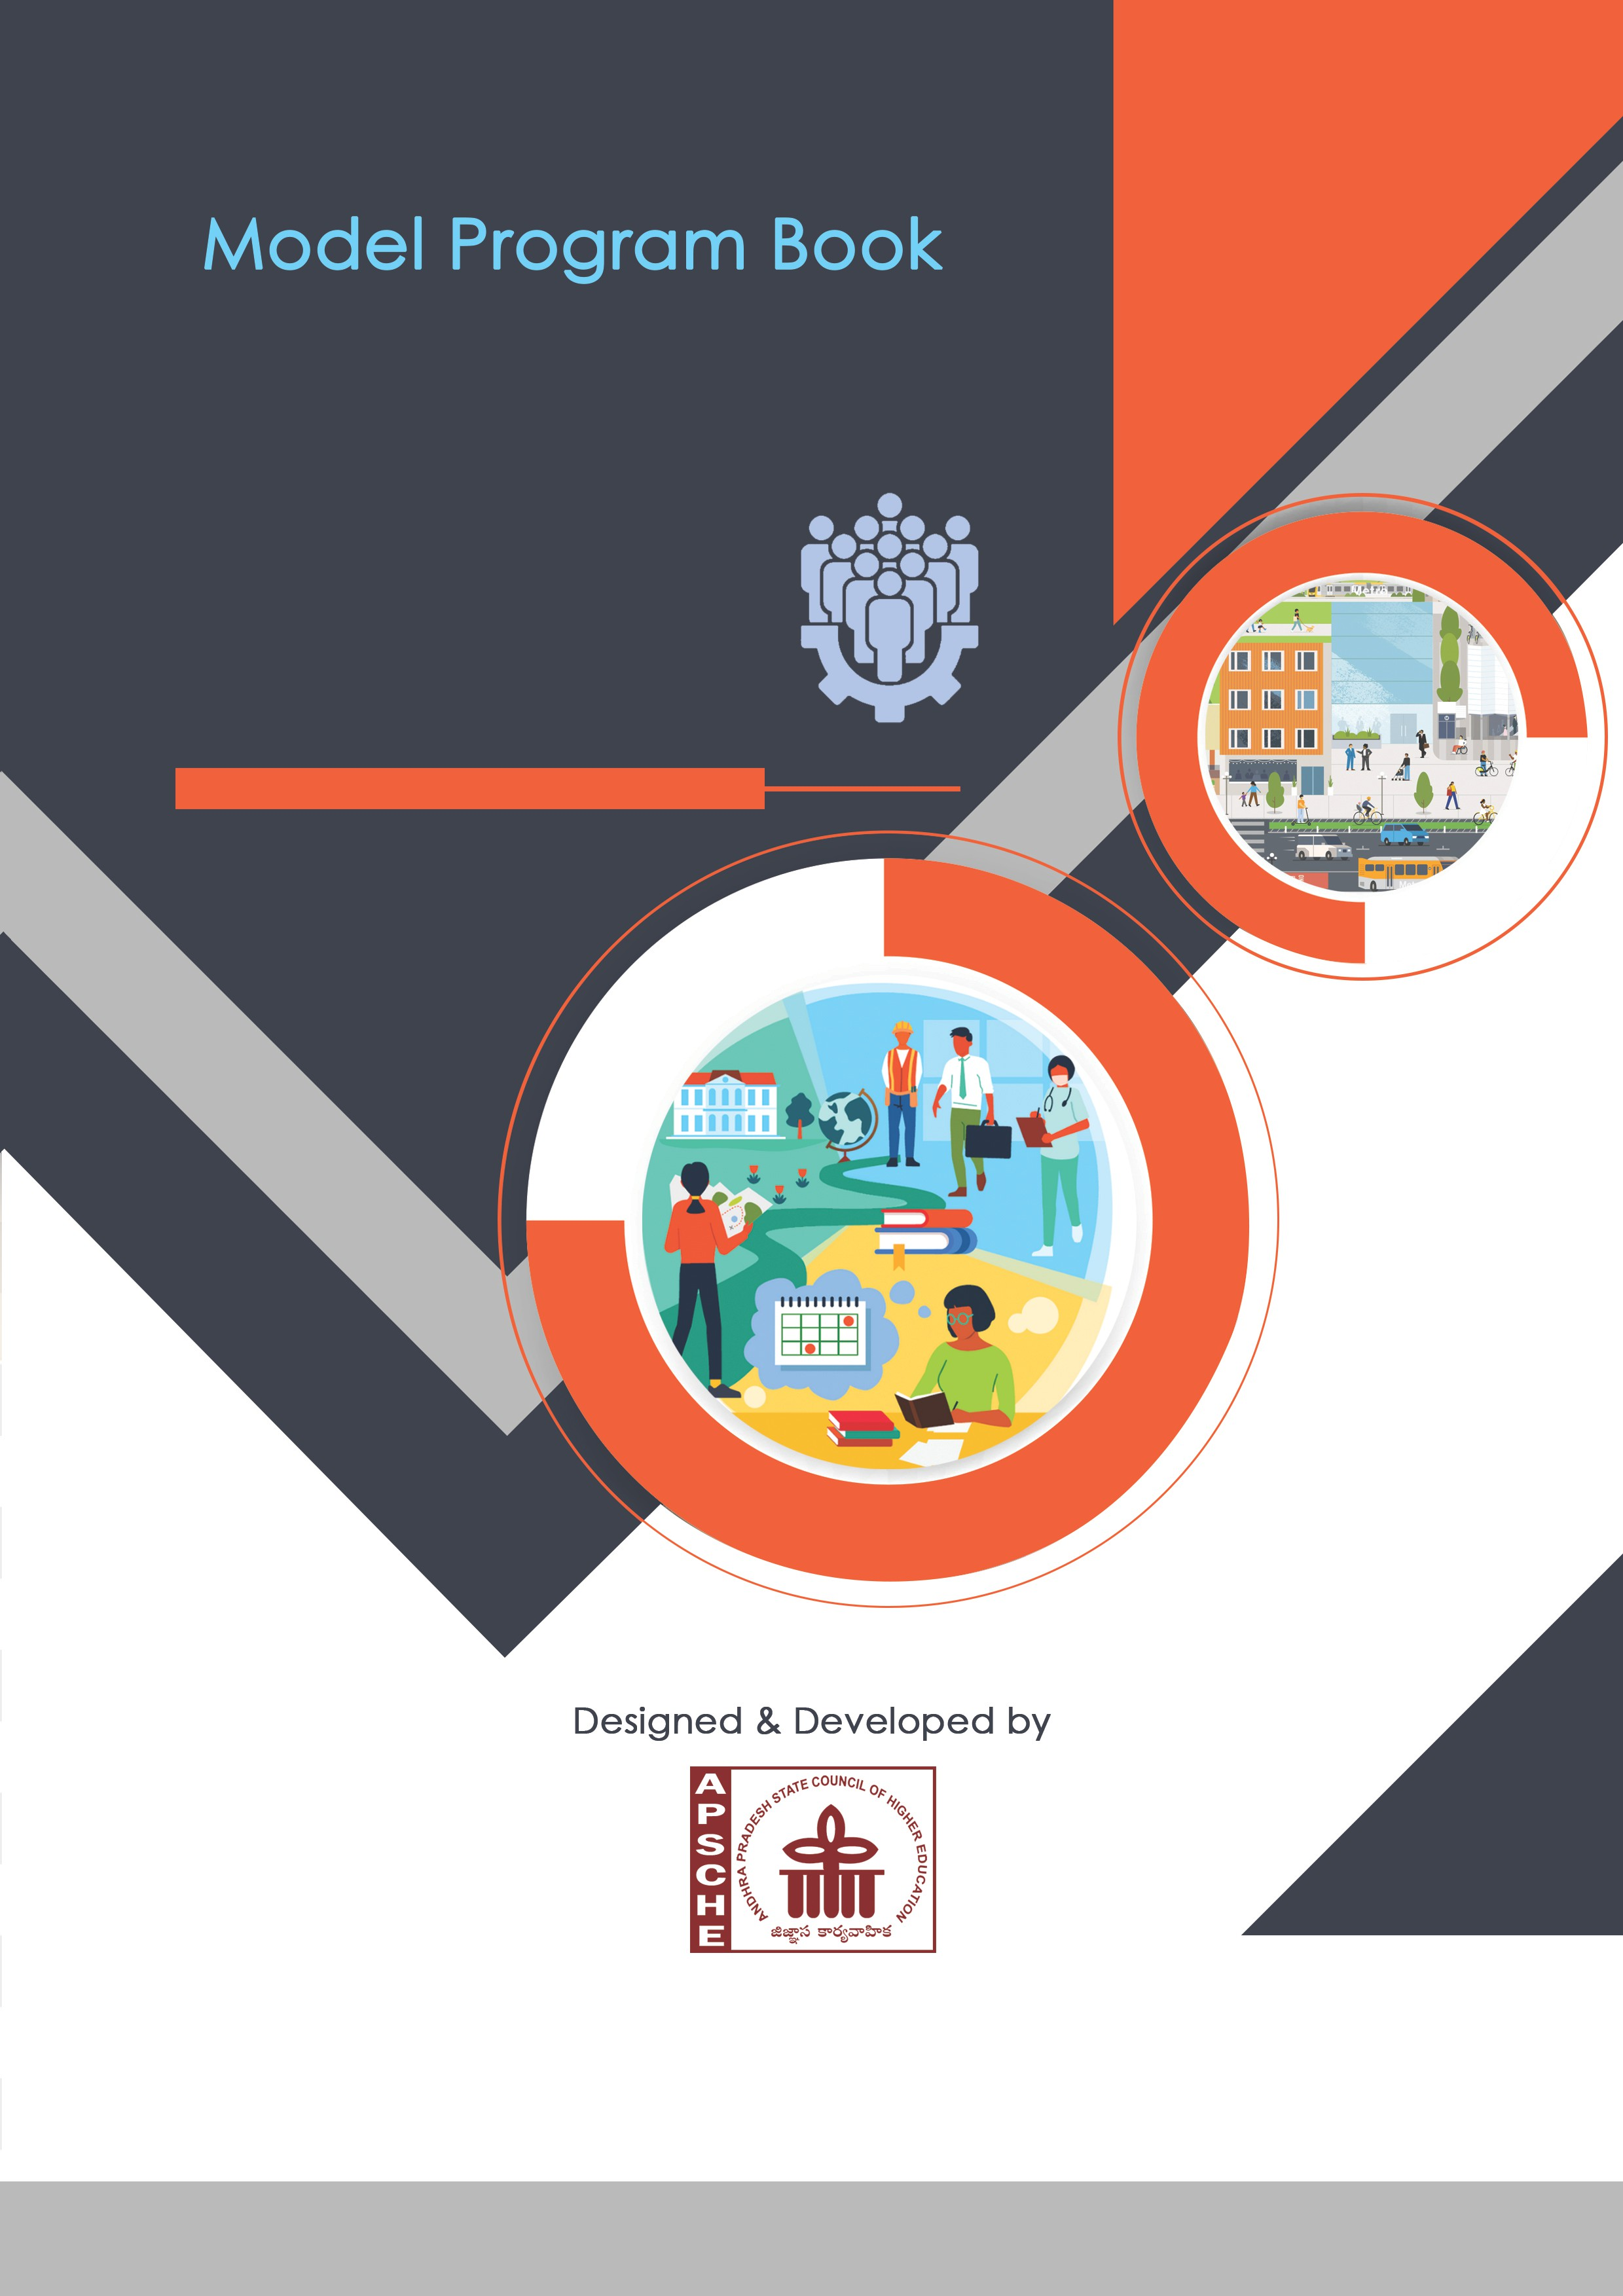 Model Program Book
Designed & Developed by
APSCHE
ANDHRA PRADESH STATE COUNCIL OF HIGHER EDUCATION
జిజ్ఞాస కార్యవాహిక